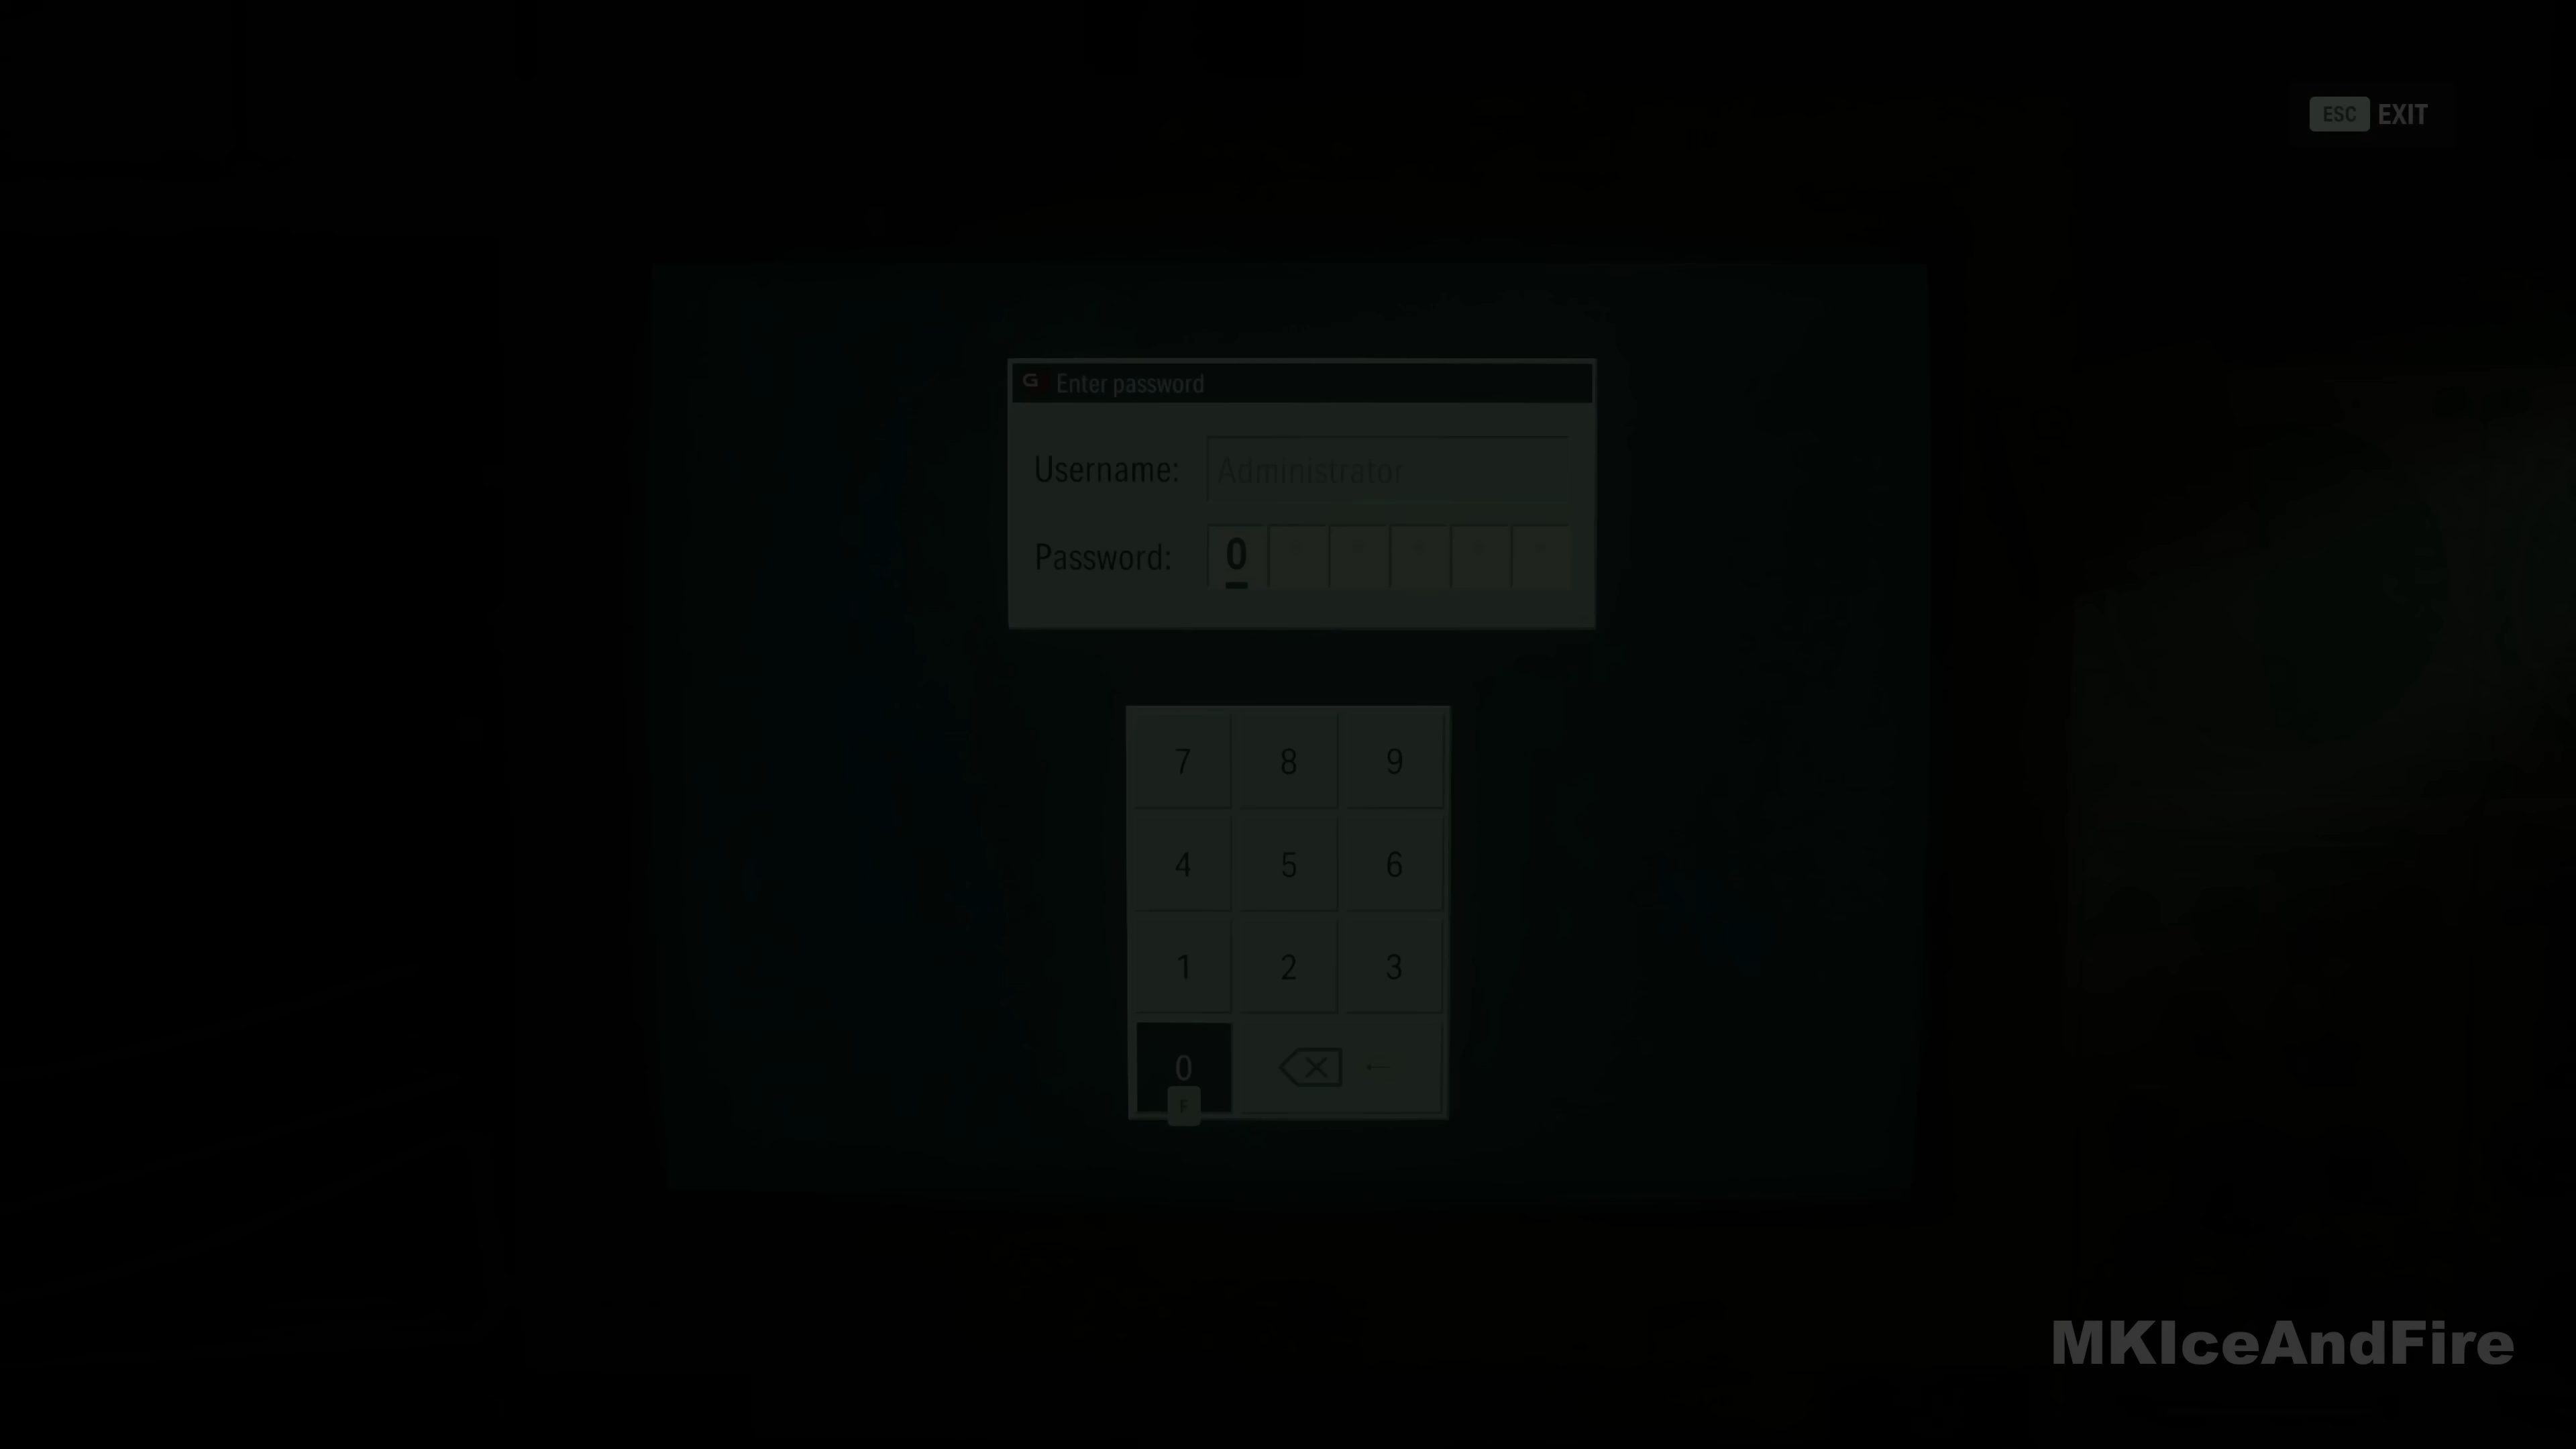 ESC EXIT
G Enter password
Username: Administrator
Password: 0
7 8 9
4 5 6
1 2 3
0
F
MKIceAndFire